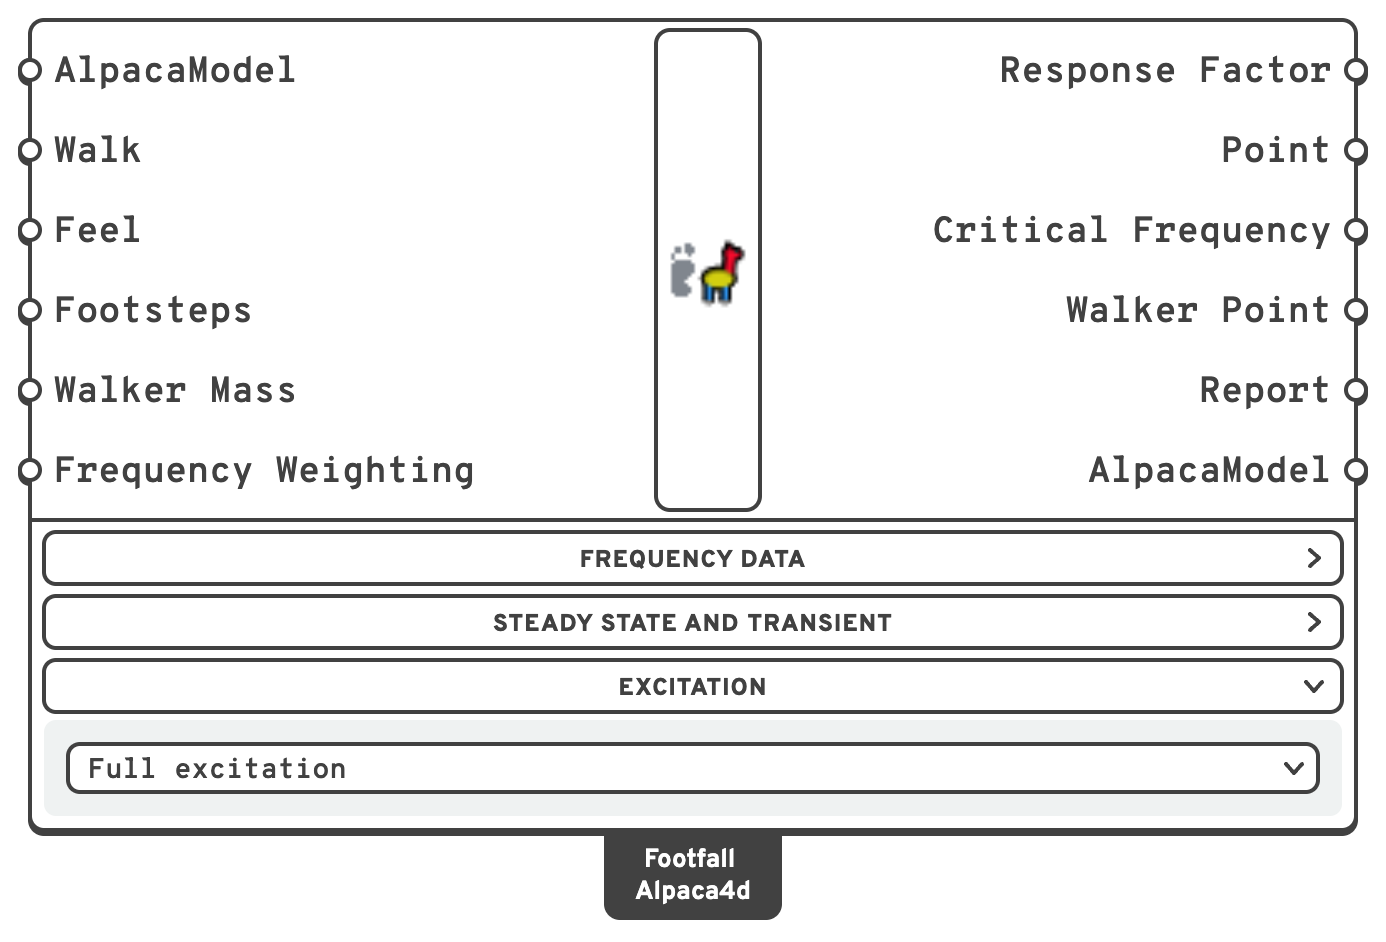 AlpacaModel
Response Factor
Walk
Point
Feel
Critical Frequency
Footsteps
Walker Point
Walker Mass
Report
Frequency Weighting
AlpacaModel
FREQUENCY DATA
STEADY STATE AND TRANSIENT
EXCITATION
Full excitation
Footfall
Alpaca4d